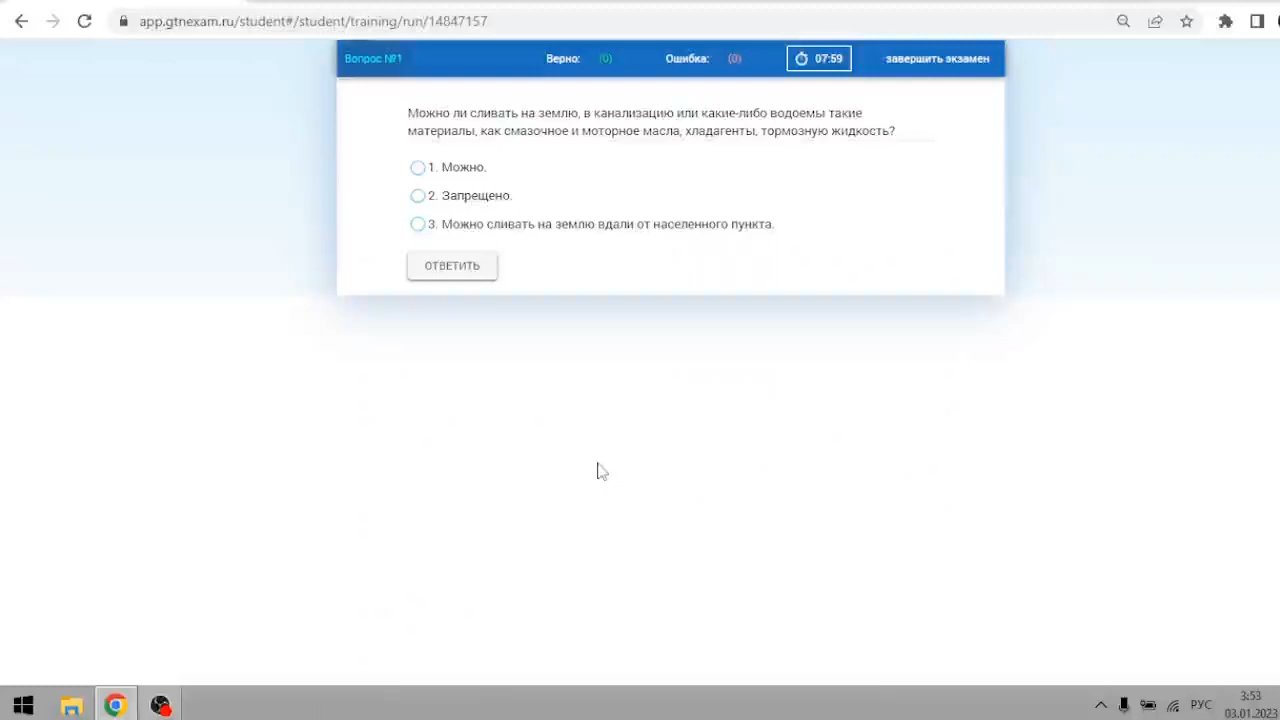 app.gtnexam.ru/student#/student/training/run/14847157
Вопрос №1 Верно: (0) Ошибка: (0) 07:59 завершить экзамен
Можно ли сливать на землю, в канализацию или какие-либо водоемы такие
материалы, как смазочное и моторное масла, хладагенты, тормозную жидкость?
1. Можно.
2. Запрещено.
3. Можно сливать на землю вдали от населенного пункта.
ОТВЕТИТЬ
РУС 3:53
03.01.2023